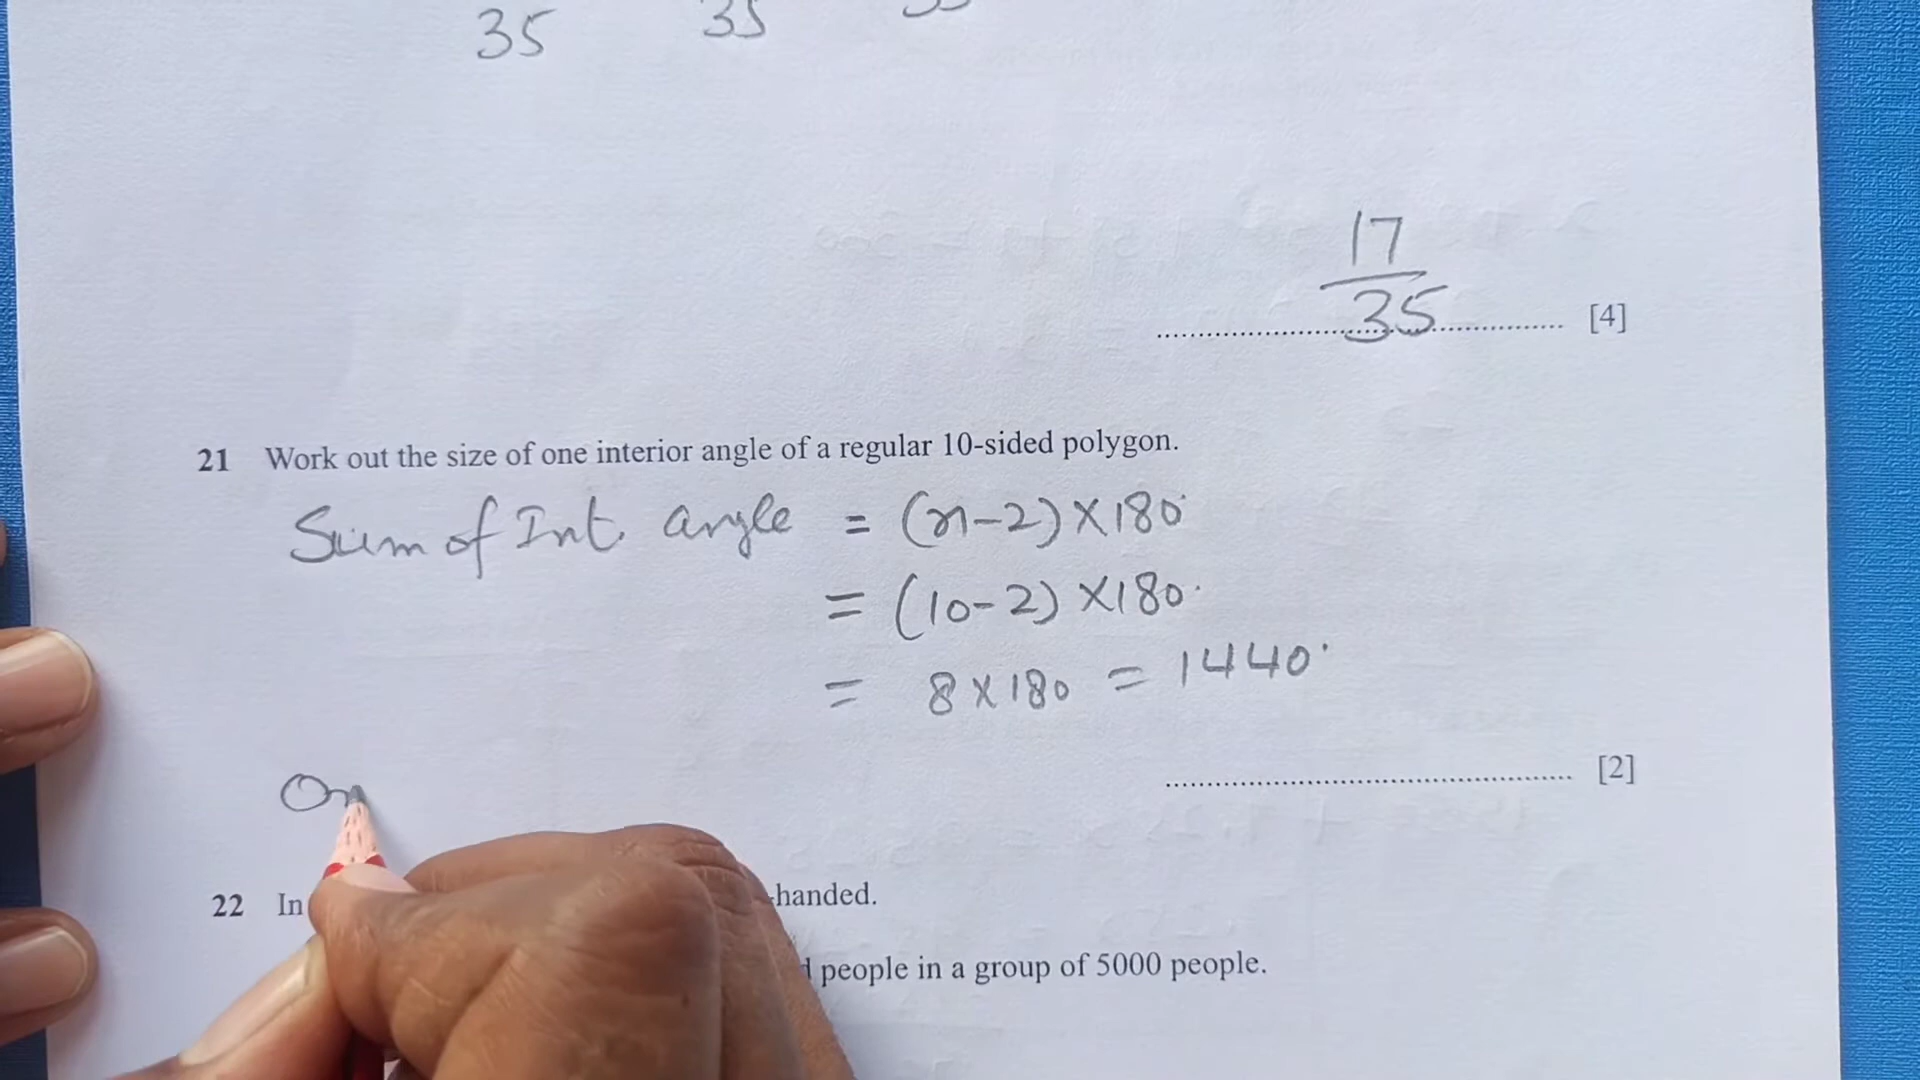 35 35
17
35
[4]
21 Work out the size of one interior angle of a regular 10-sided polygon.
Sum of Int. angle = (n-2)×180°
= (10-2)×180°
= 8×180 = 1440°
[2]
On
22 In -handed.
people in a group of 5000 people.